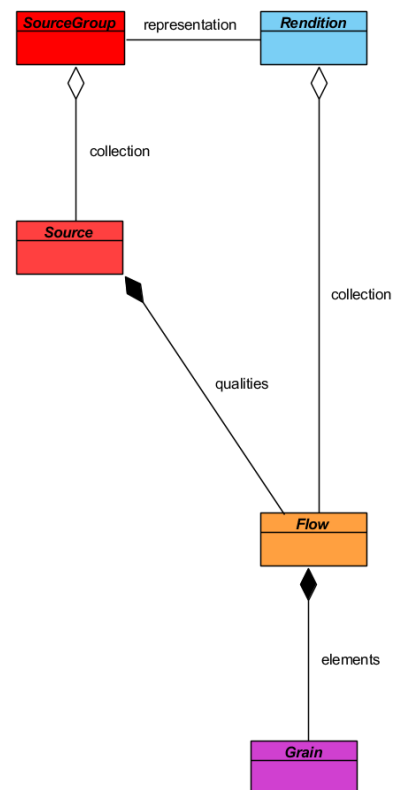 SourceGroup
representation
Rendition
collection
Source
collection
qualities
Flow
elements
Grain